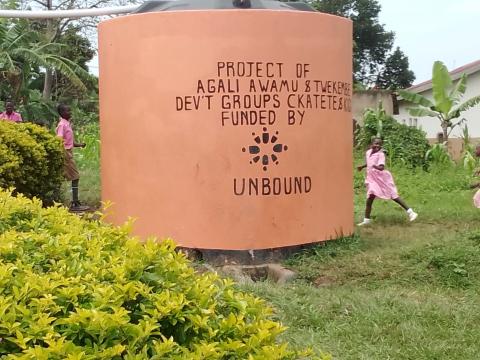 PROJECT OF
AGALI AWAMU & TWEKEMBE
DEV'T GROUPS CKATETE &
FUNDED BY
UNBOUND